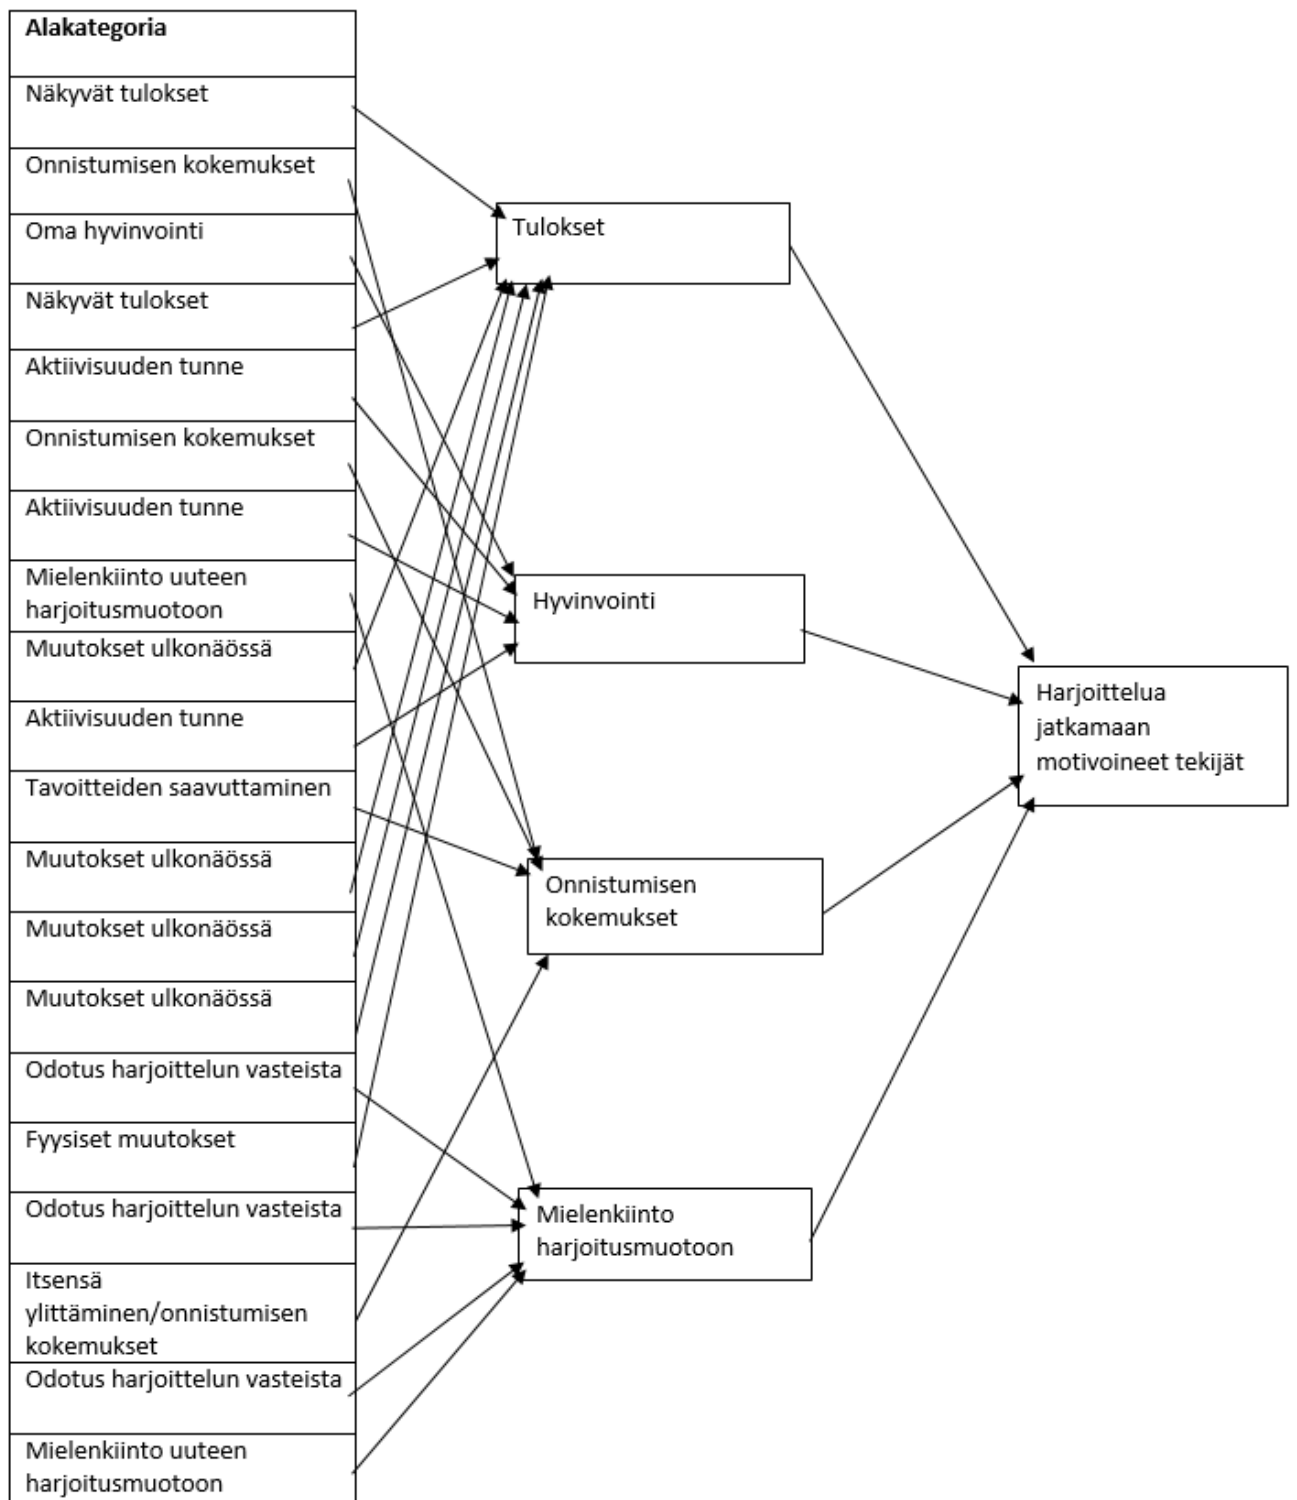 Alakategoria
Näkyvät tulokset
Onnistumisen kokemukset
Oma hyvinvointi
Näkyvät tulokset
Aktiivisuuden tunne
Onnistumisen kokemukset
Aktiivisuuden tunne
Mielenkiinto uuteen
harjoitusmuotoon
Muutokset ulkonäössä
Aktiivisuuden tunne
Tavoitteiden saavuttaminen
Muutokset ulkonäössä
Muutokset ulkonäössä
Muutokset ulkonäössä
Odotus harjoittelun vasteista
Fyysiset muutokset
Odotus harjoittelun vasteista
Itsensä
ylittäminen/onnistumisen
kokemukset
Odotus harjoittelun vasteista
Mielenkiinto uuteen
harjoitusmuotoon
Tulokset
Hyvinvointi
Onnistumisen
kokemukset
Mielenkiinto
harjoitusmuotoon
Harjoittelua
jatkamaan
motivoineet tekijät